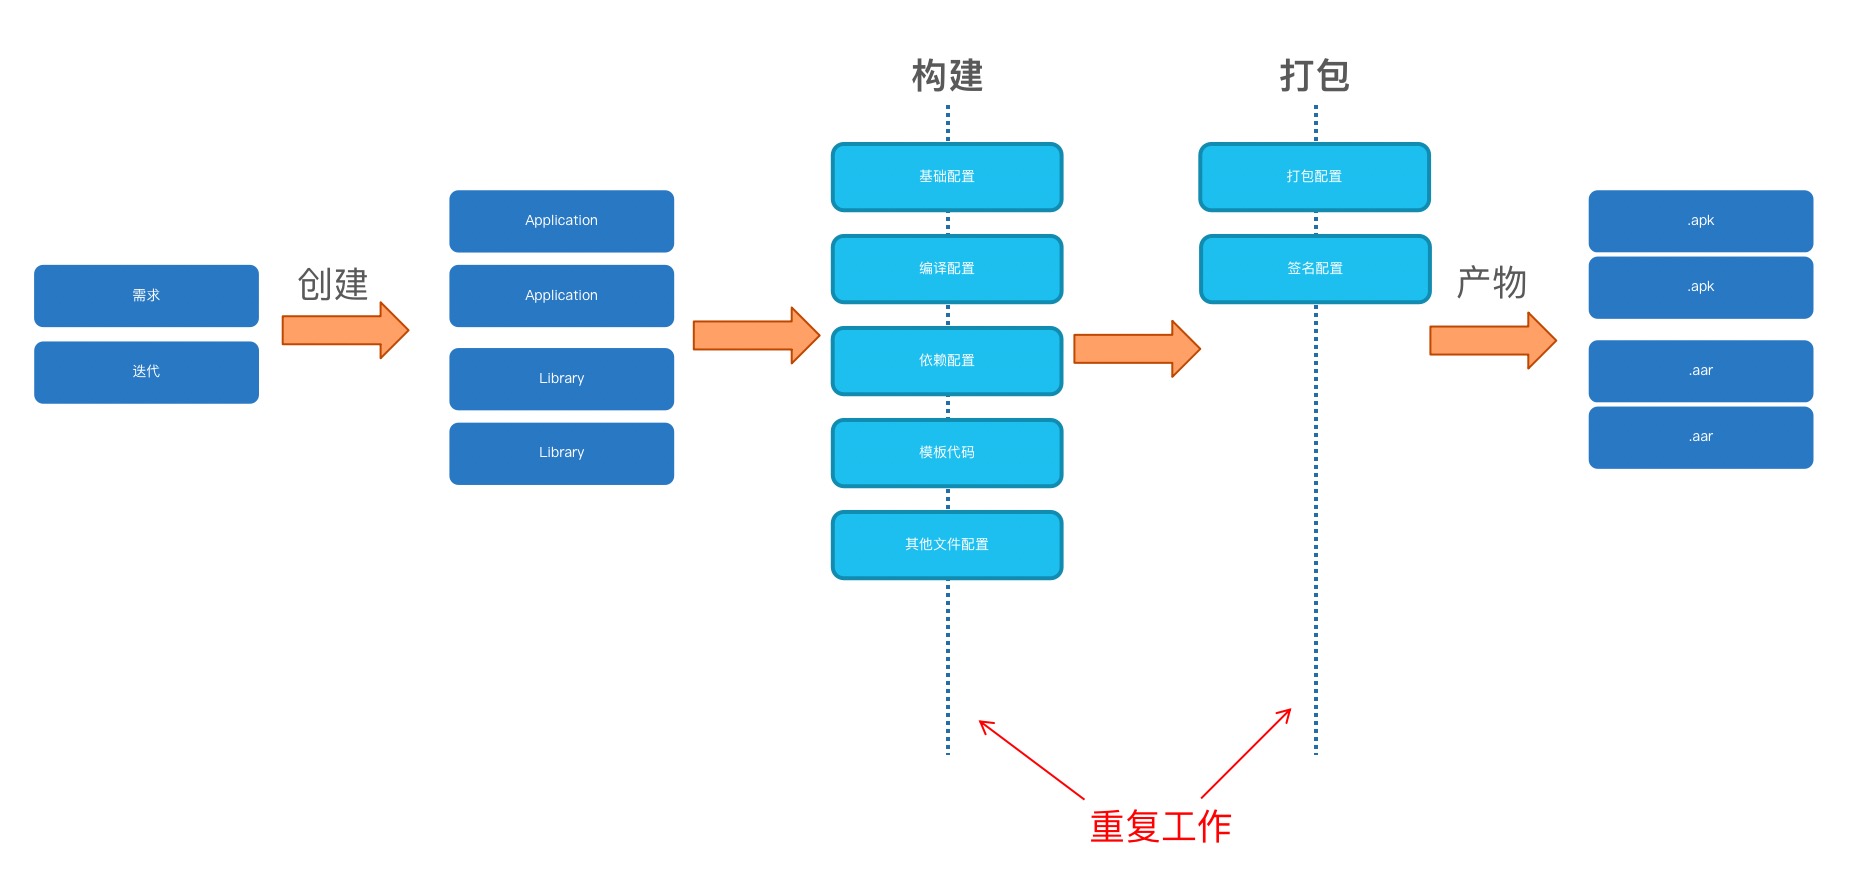 需求
迭代
创建
Application
Application
Library
Library
构建
基础配置
编译配置
依赖配置
模板代码
其他文件配置
打包
打包配置
签名配置
产物
.apk
.apk
.aar
.aar
重复工作